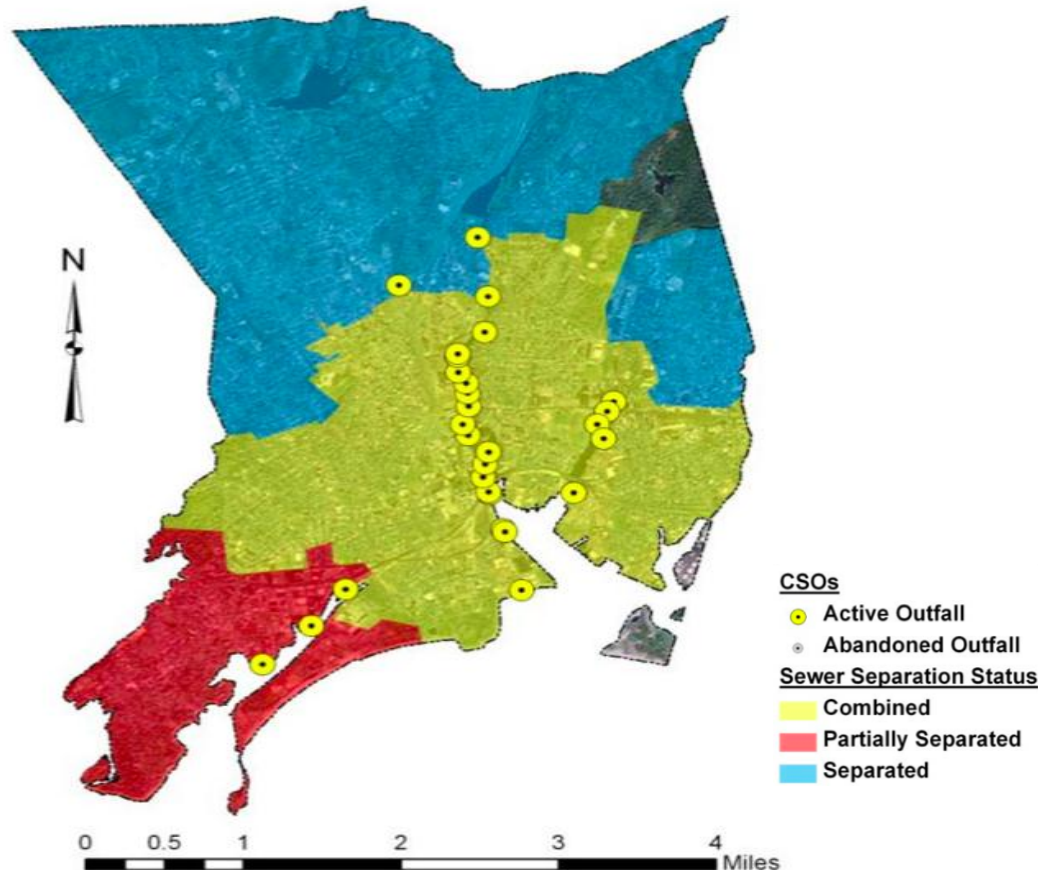 N
CSOs
Active Outfall
Abandoned Outfall
Sewer Separation Status
Combined
Partially Separated
Separated
0 0.5 1 2 3 4
Miles